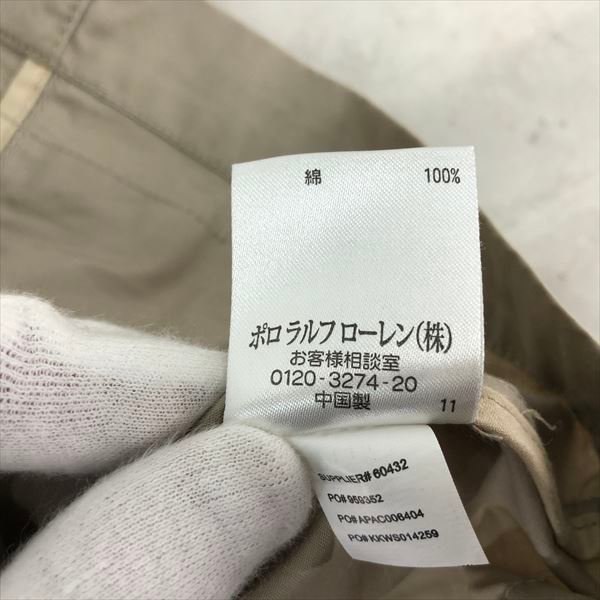 綿 100%
ポロ ラルフ ローレン(株)
お客様相談室
0120-3274-20
中国製 11
SUPPLIER# 60432
PO# 959352
PO# APAC006404
PO# KKWS014259